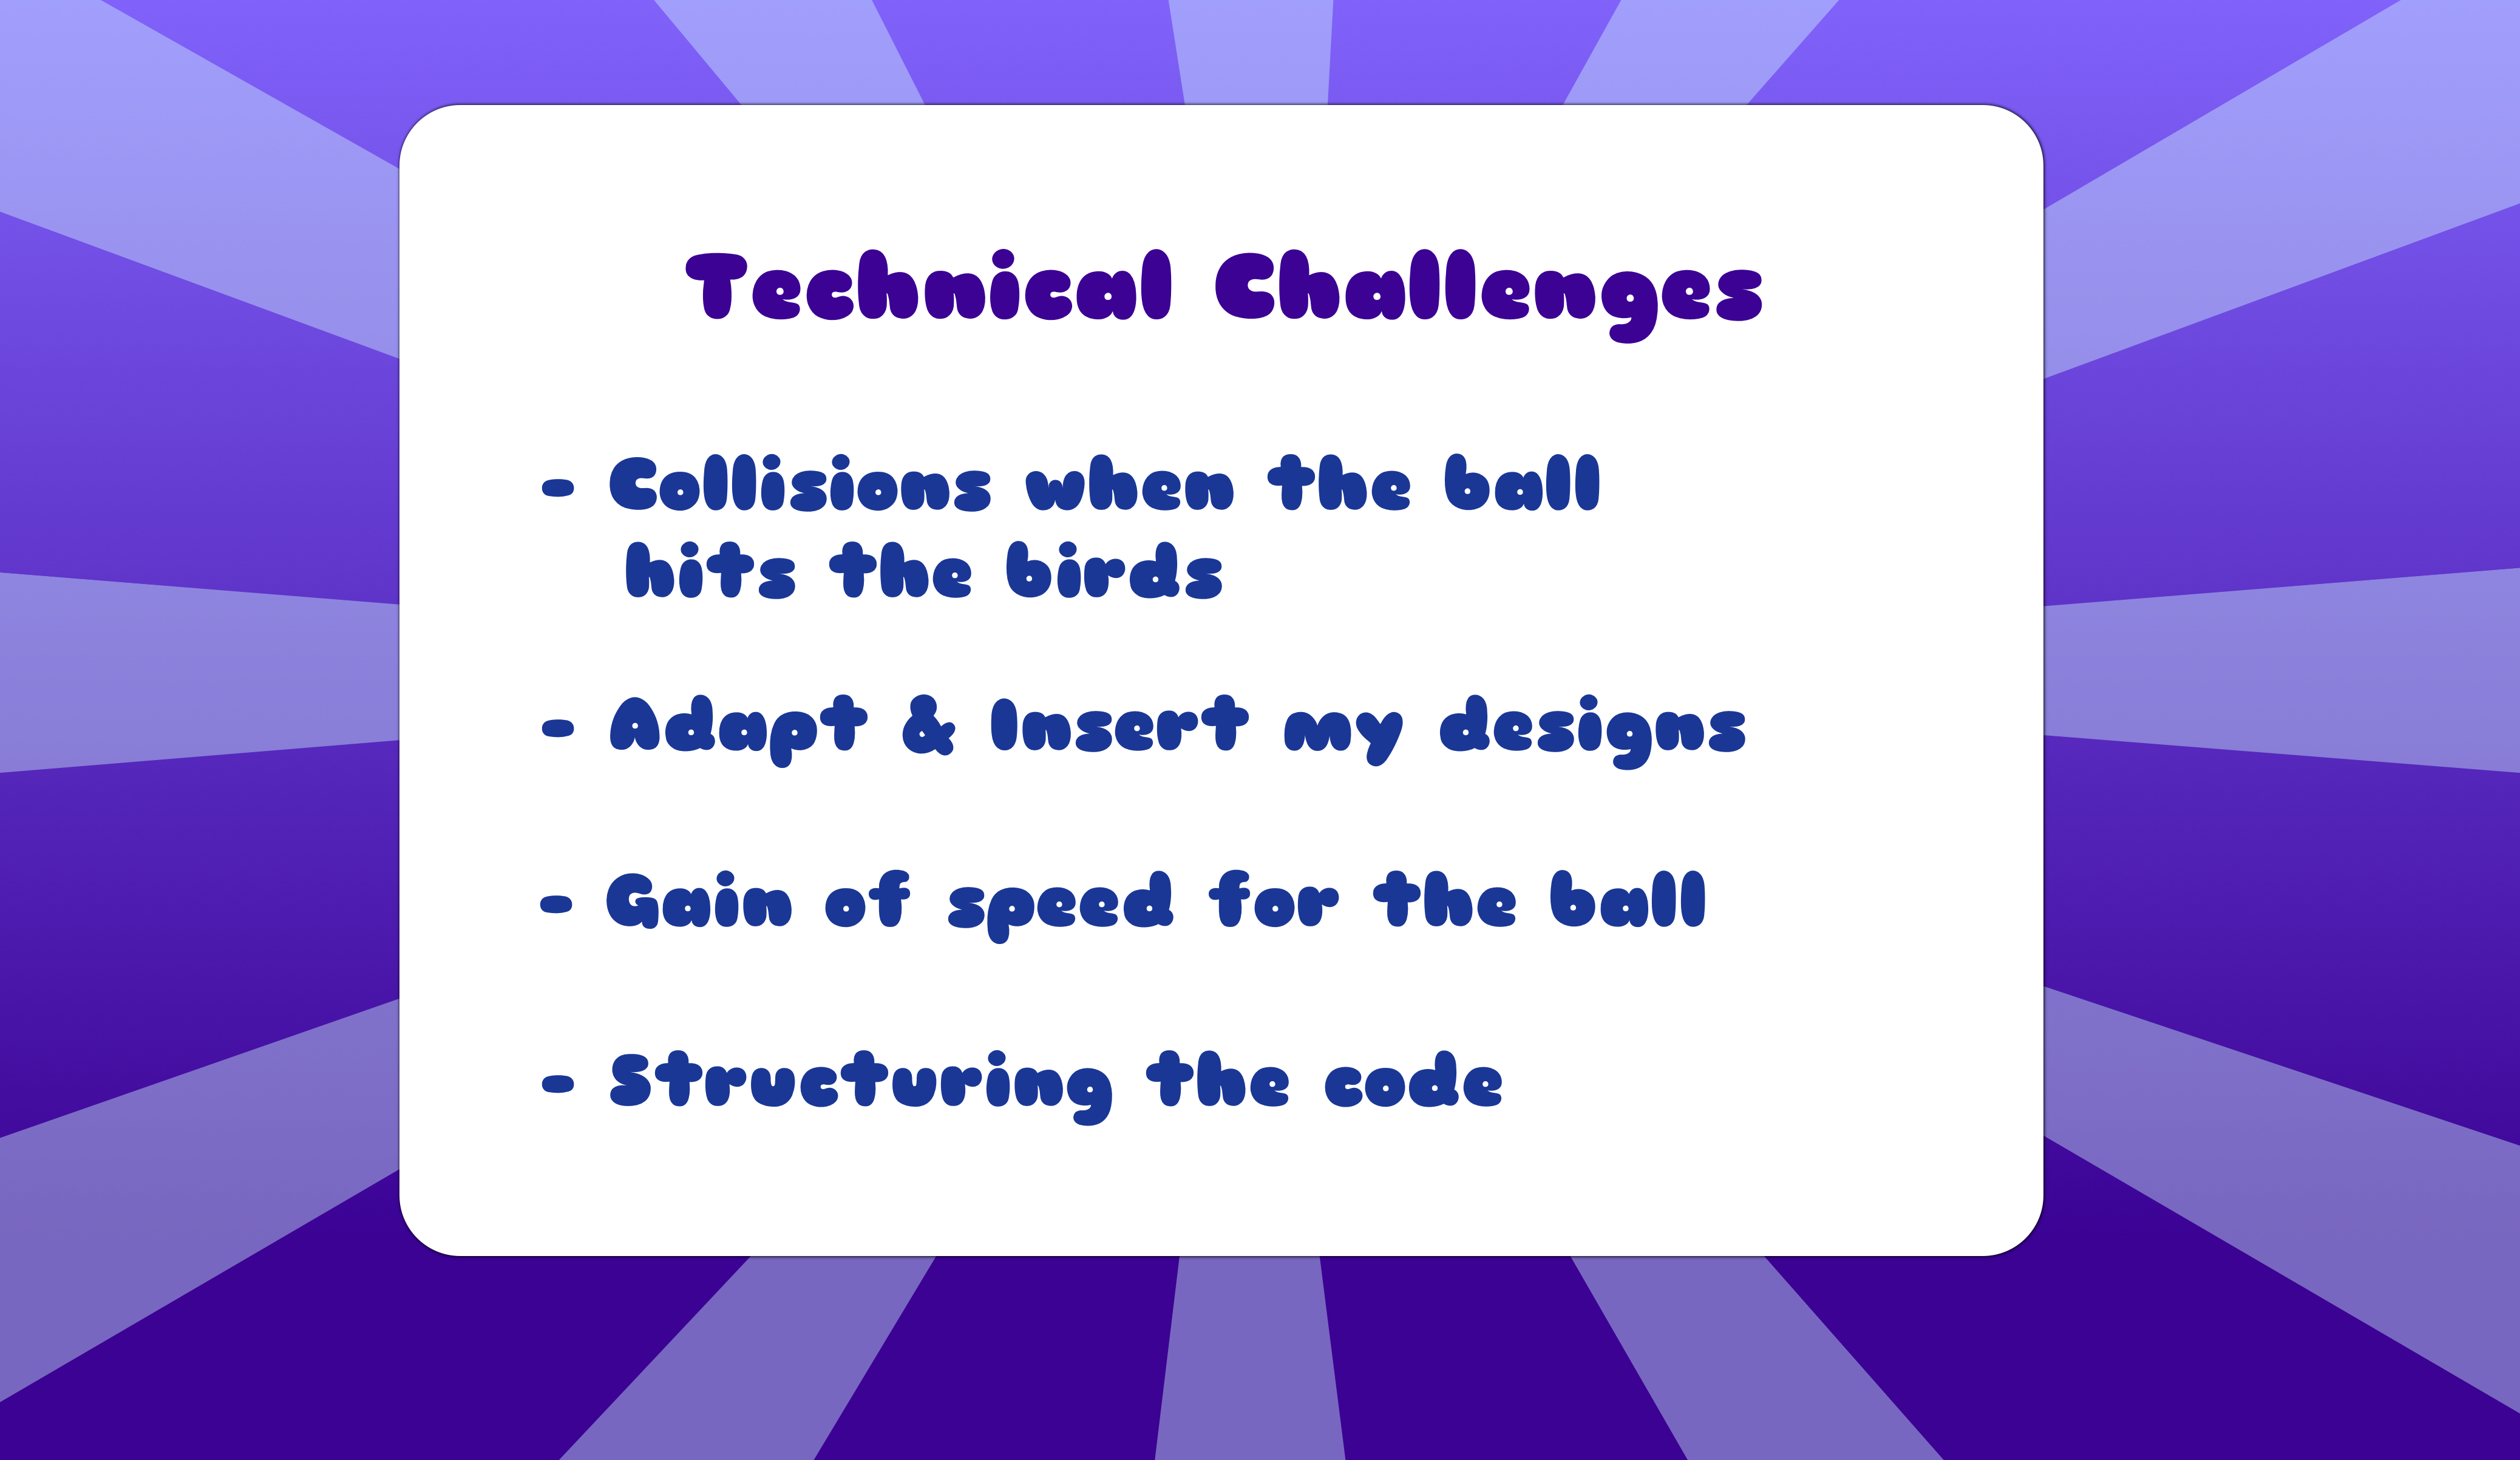 Technical Challenges
- Collisions when the ball
hits the birds
- Adapt & Insert my designs
- Gain of speed for the ball
- Structuring the code